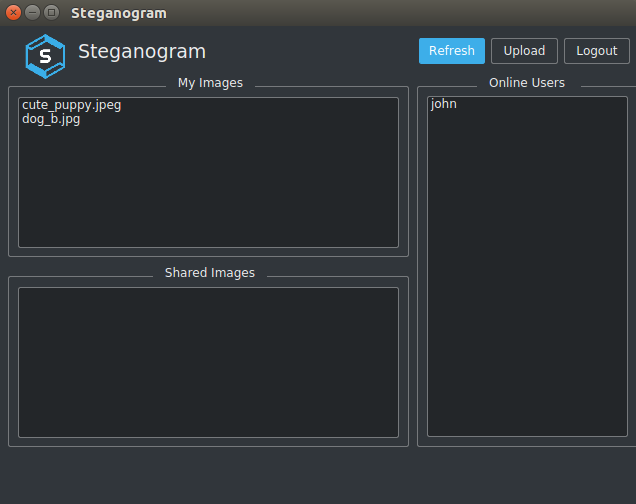 Steganogram
S
Steganogram
Refresh
Upload
Logout
My Images
cute_puppy.jpeg
dog_b.jpg
Shared Images
Online Users
john